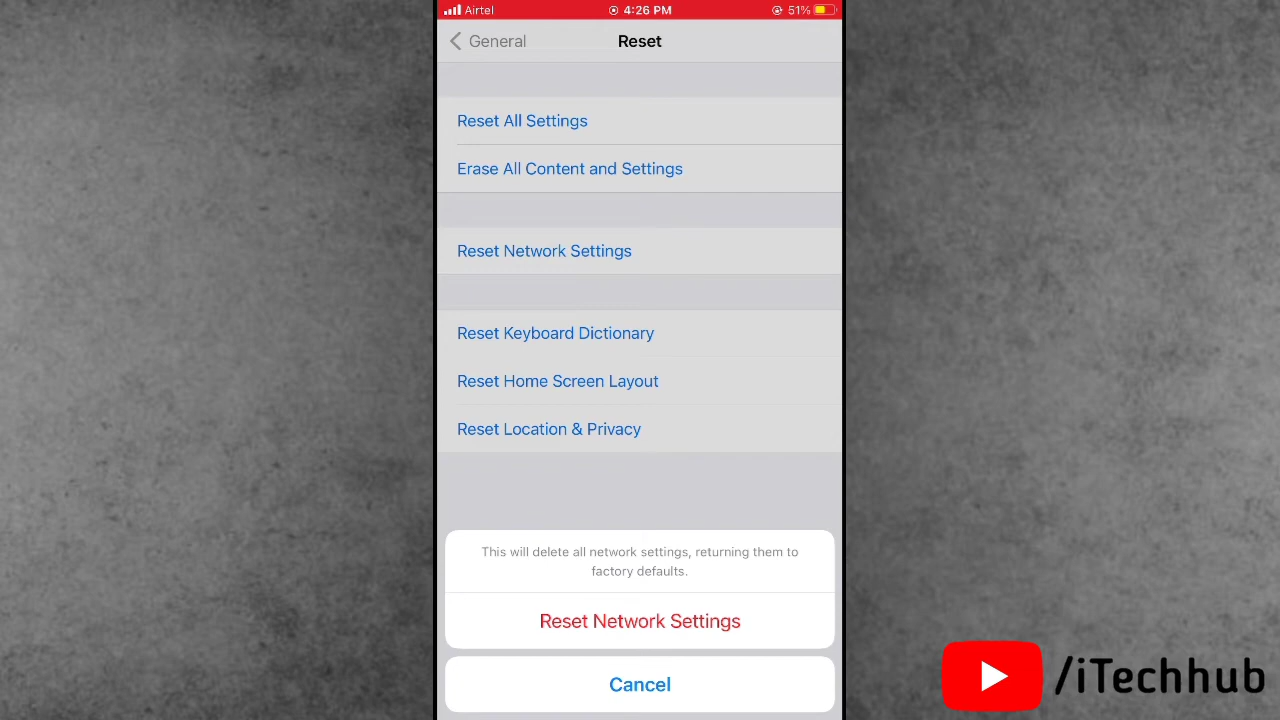 Airtel 4:26 PM 51%
General Reset
Reset All Settings
Erase All Content and Settings
Reset Network Settings
Reset Keyboard Dictionary
Reset Home Screen Layout
Reset Location & Privacy
This will delete all network settings, returning them to
factory defaults.
Reset Network Settings
Cancel
/iTechhub